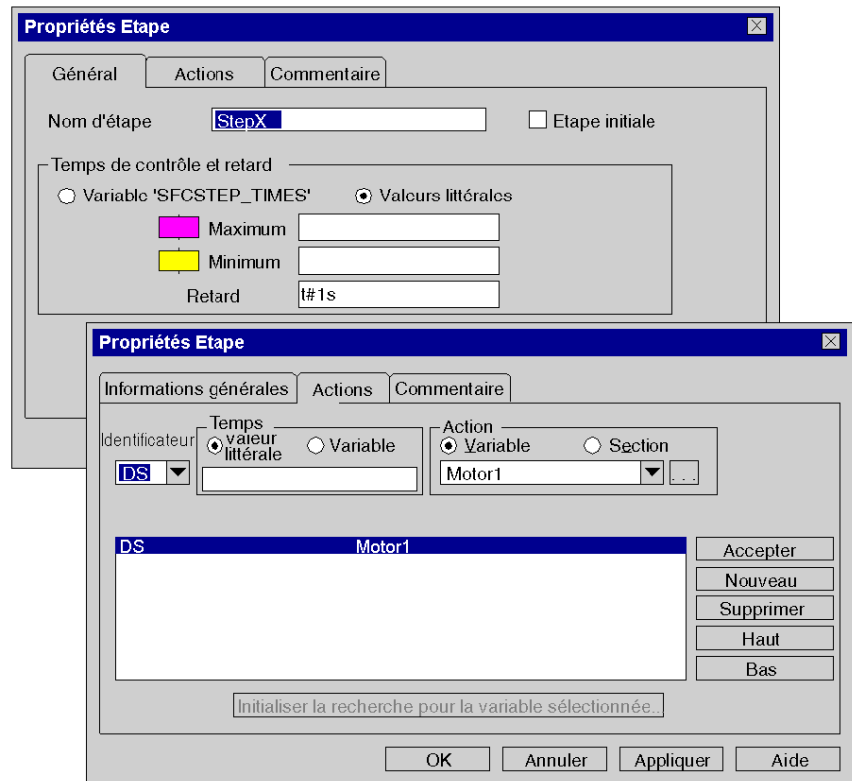 Propriétés Etape
Général Actions Commentaire
Nom d'étape StepX Etape initiale
Temps de contrôle et retard
Variable 'SFCSTEP_TIMES' Valeurs littérales
Maximum
Minimum
Retard t#1s
Propriétés Etape
Informations générales Actions Commentaire
Identificateur
Temps
valeur littérale Variable
Action
Variable Section
DS
Motor1 ...
DS Motor1
Accepter
Nouveau
Supprimer
Haut
Bas
Initialiser la recherche pour la variable sélectionnée..
OK Annuler Appliquer Aide